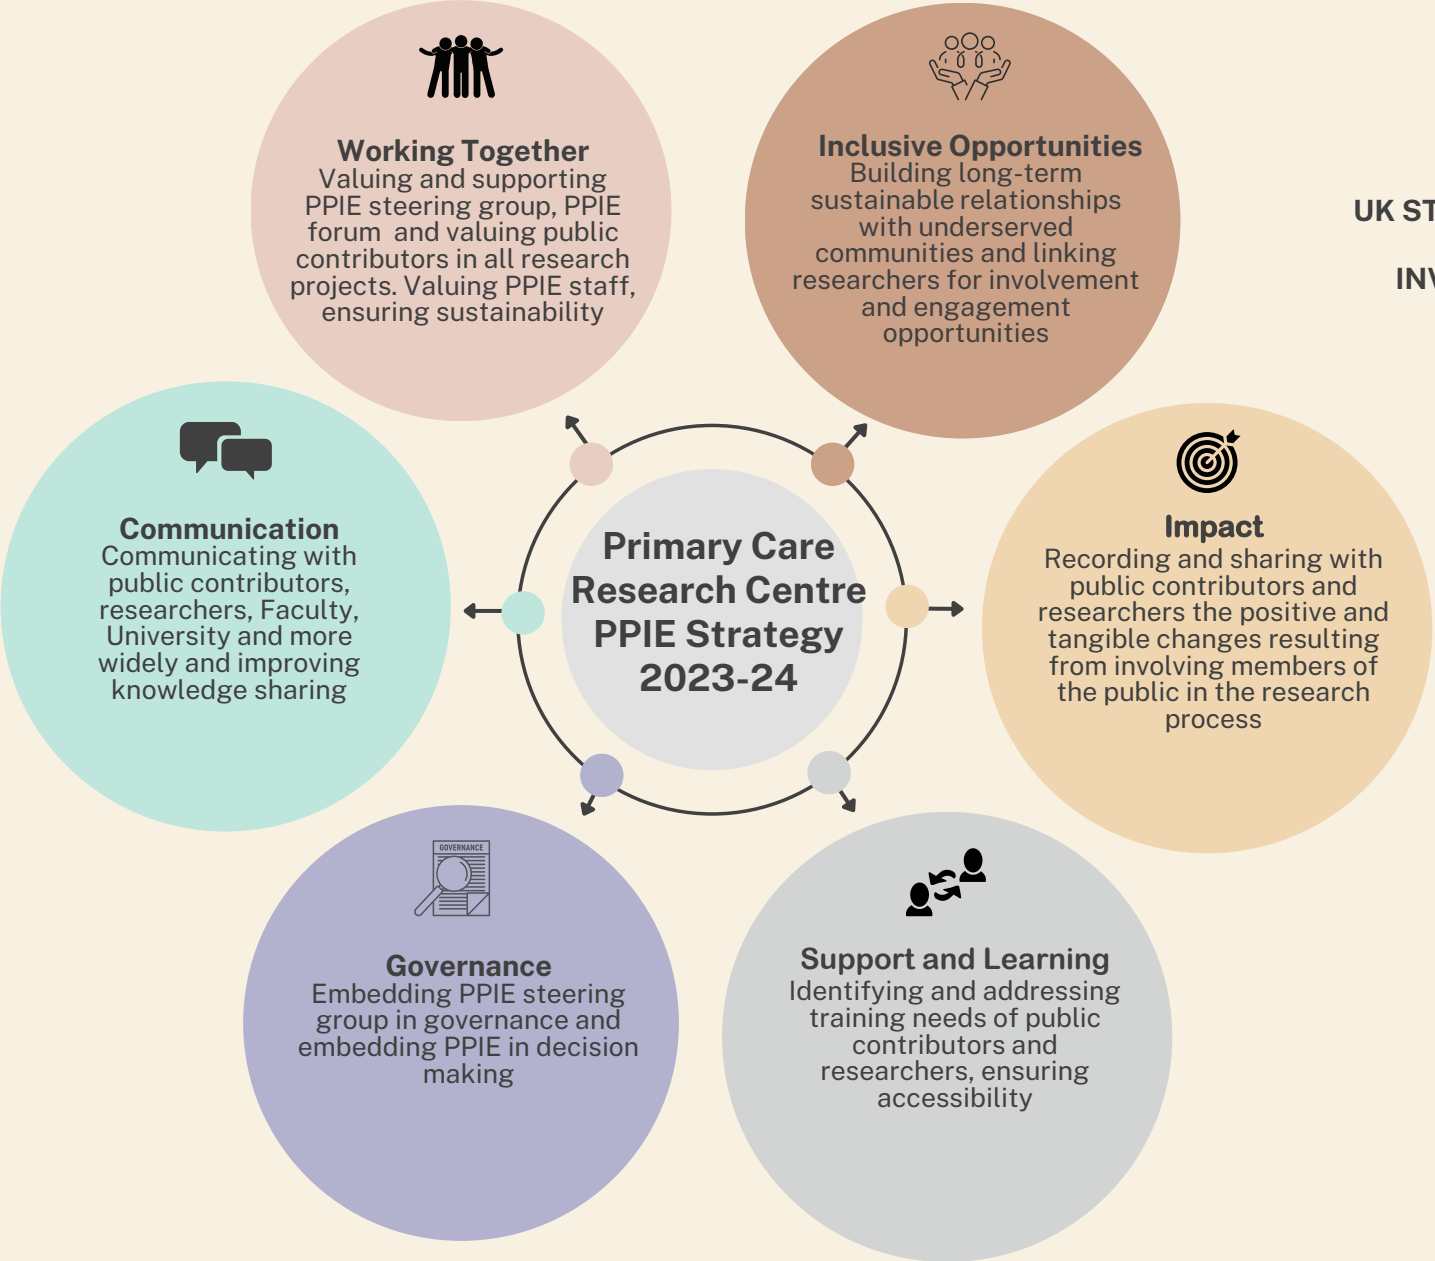 Working Together
Valuing and supporting
PPIE steering group, PPIE
forum and valuing public
contributors in all research
projects. Valuing PPIE staff,
ensuring sustainability
Inclusive Opportunities
Building long-term
sustainable relationships
with underserved
communities and linking
researchers for involvement
and engagement
opportunities
UK ST
INV
Communication
Communicating with
public contributors,
researchers, Faculty,
University and more
widely and improving
knowledge sharing
Primary Care
Research Centre
PPIE Strategy
2023-24
Impact
Recording and sharing with
public contributors and
researchers the positive and
tangible changes resulting
from involving members of
the public in the research
process
GOVERNANCE
Governance
Embedding PPIE steering
group in governance and
embedding PPIE in decision
making
Support and Learning
Identifying and addressing
training needs of public
contributors and
researchers, ensuring
accessibility